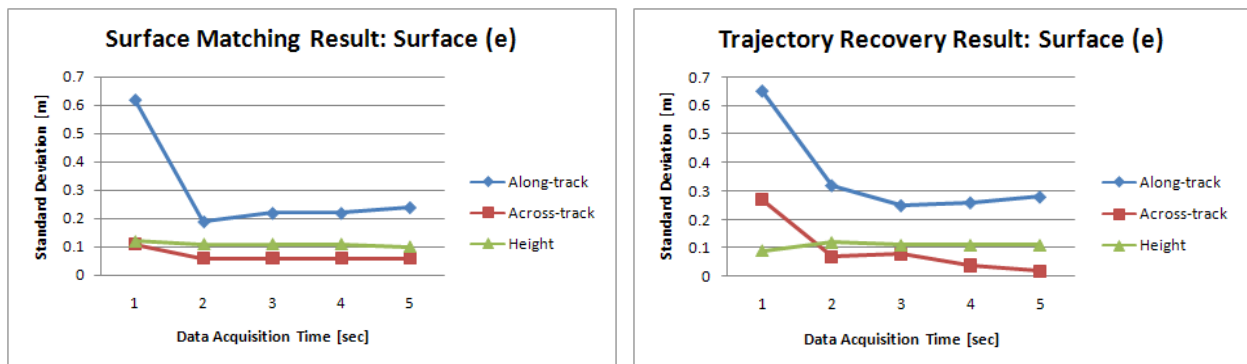 Surface Matching Result: Surface (e)
Standard Deviation [m]
0.7
0.6
0.5
0.4
0.3
0.2
0.1
0
1 2 3 4 5
Data Acquisition Time [sec]
Along-track
Across-track
Height
Trajectory Recovery Result: Surface (e)
Standard Deviation [m]
0.7
0.6
0.5
0.4
0.3
0.2
0.1
0
1 2 3 4 5
Data Acquisition Time [sec]
Along-track
Across-track
Height